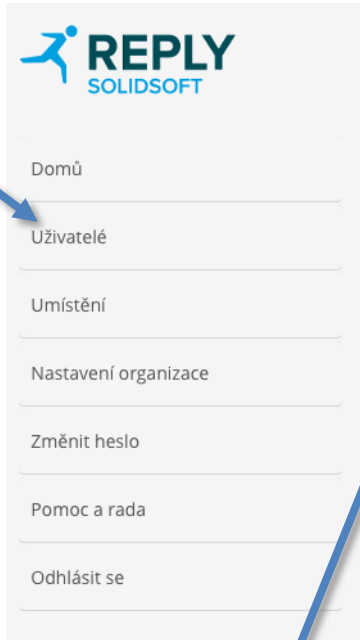 REPLY
SOLIDSOFT
Domů
Uživatelé
Umístění
Nastavení organizace
Změnit heslo
Pomoc a rada
Odhlásit se